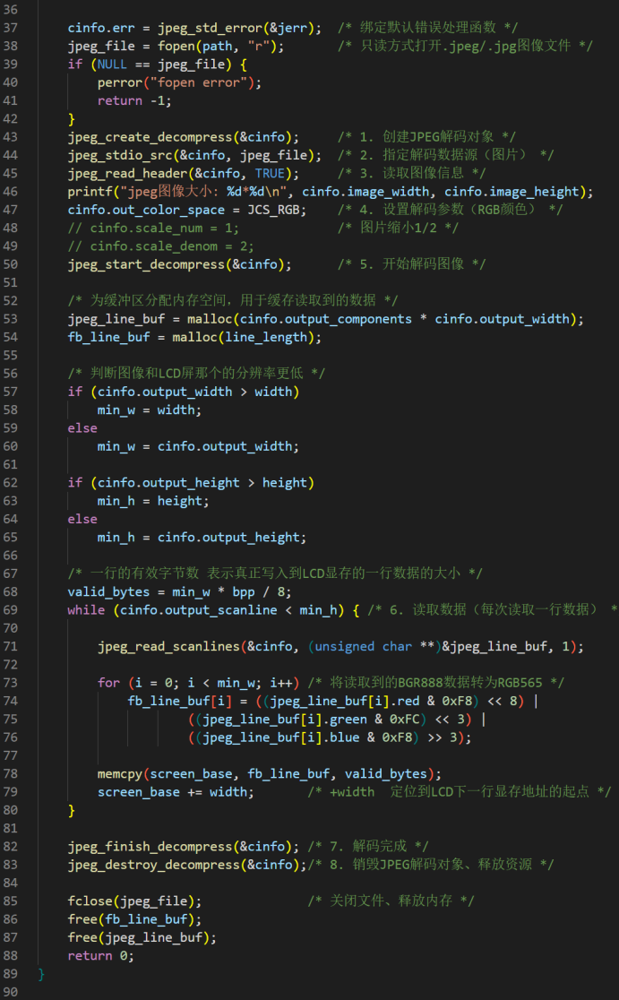 36
37 cinfo.err = jpeg_std_error(&jerr); /* 绑定默认错误处理函数 */
38 jpeg_file = fopen(path, "r"); /* 只读方式打开.jpeg/.jpg图像文件 */
39 if (NULL == jpeg_file) {
40 perror("fopen error");
41 return -1;
42 }
43 jpeg_create_decompress(&cinfo); /* 1. 创建JPEG解码对象 */
44 jpeg_stdio_src(&cinfo, jpeg_file); /* 2. 指定解码数据源（图片） */
45 jpeg_read_header(&cinfo, TRUE); /* 3. 读取图像信息 */
46 printf("jpeg图像大小: %d*%d\n", cinfo.image_width, cinfo.image_height);
47 cinfo.out_color_space = JCS_RGB; /* 4. 设置解码参数（RGB颜色） */
48 // cinfo.scale_num = 1; /* 图片缩小1/2 */
49 // cinfo.scale_denom = 2;
50 jpeg_start_decompress(&cinfo); /* 5. 开始解码图像 */
51
52 /* 为缓冲区分配内存空间，用于缓存读取到的数据 */
53 jpeg_line_buf = malloc(cinfo.output_components * cinfo.output_width);
54 fb_line_buf = malloc(line_length);
55
56 /* 判断图像和LCD屏那个的分辨率更低 */
57 if (cinfo.output_width > width)
58 min_w = width;
59 else
60 min_w = cinfo.output_width;
61
62 if (cinfo.output_height > height)
63 min_h = height;
64 else
65 min_h = cinfo.output_height;
66
67 /* 一行的有效字节数 表示真正写入到LCD显存的一行数据的大小 */
68 valid_bytes = min_w * bpp / 8;
69 while (cinfo.output_scanline < min_h) { /* 6. 读取数据（每次读取一行数据） *
70
71 jpeg_read_scanlines(&cinfo, (unsigned char **)&jpeg_line_buf, 1);
72
73 for (i = 0; i < min_w; i++) /* 将读取到的BGR888数据转为RGB565 */
74 fb_line_buf[i] = ((jpeg_line_buf[i].red & 0xF8) << 8) |
75 ((jpeg_line_buf[i].green & 0xFC) << 3) |
76 ((jpeg_line_buf[i].blue & 0xF8) >> 3);
77
78 memcpy(screen_base, fb_line_buf, valid_bytes);
79 screen_base += width; /* +width 定位到LCD下一行显存地址的起点 */
80 }
81
82 jpeg_finish_decompress(&cinfo); /* 7. 解码完成 */
83 jpeg_destroy_decompress(&cinfo);/* 8. 销毁JPEG解码对象、释放资源 */
84
85 fclose(jpeg_file); /* 关闭文件、释放内存 */
86 free(fb_line_buf);
87 free(jpeg_line_buf);
88 return 0;
89 }
90